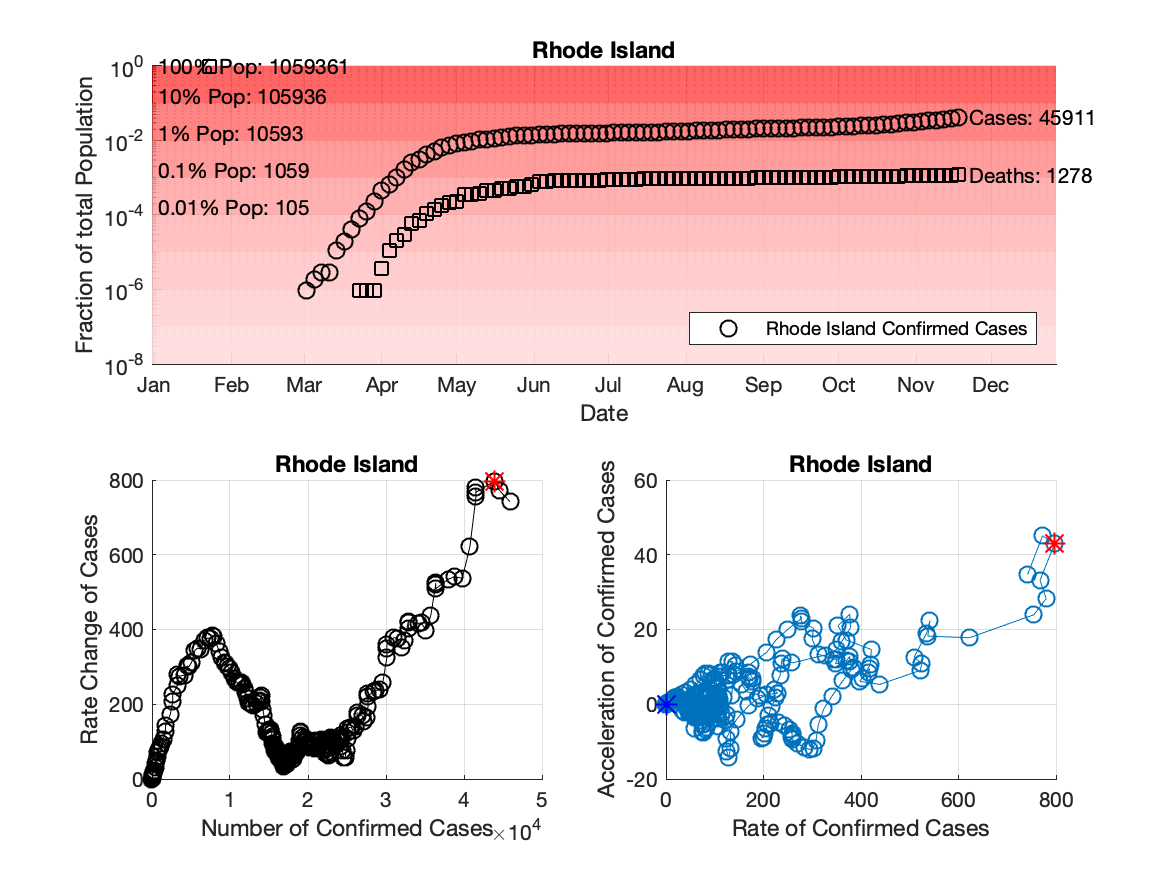 Rhode Island
100% Pop: 1059361
10% Pop: 105936
1% Pop: 10593
0.1% Pop: 1059
0.01% Pop: 105
Cases: 45911
Deaths: 1278
Rhode Island Confirmed Cases
Fraction of total Population
10^0
10^-2
10^-4
10^-6
10^-8
Jan Feb Mar Apr May Jun Jul Aug Sep Oct Nov Dec
Date
Rhode Island
Rate Change of Cases
800
600
400
200
0
0 1 2 3 4 5
Number of Confirmed Cases ×10^4
Rhode Island
Acceleration of Confirmed Cases
60
40
20
0
-20
0 200 400 600 800
Rate of Confirmed Cases